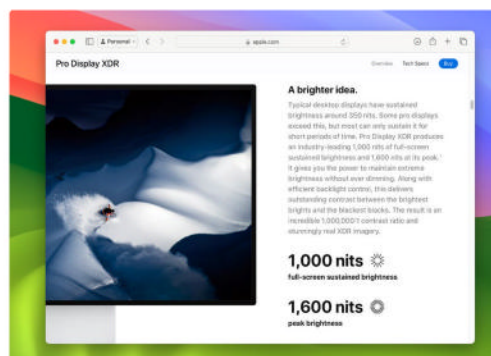 Personal
apple.com
Pro Display XDR
Overview
Tech Specs
Buy
A brighter idea.
Typical desktop displays have sustained
brightness around 350 nits. Some pro displays
exceed this, but most can only sustain it for
short periods of time. Pro Display XDR produces
an industry-leading 1,000 nits of full-screen
sustained brightness and 1,600 nits at its peak.¹
It gives you the power to maintain extreme
brightness without ever dimming. Along with
efficient backlight control, this delivers
outstanding contrast between the brightest
brights and the blackest blacks. The result is an
incredible 1,000,000:1 contrast ratio and
stunningly real XDR imagery.
1,000 nits
full-screen sustained brightness
1,600 nits
peak brightness